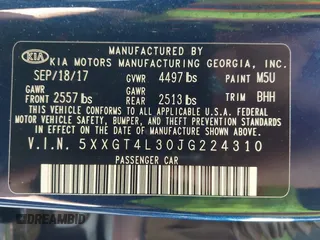 MANUFACTURED BY
KIA KIA MOTORS MANUFACTURING GEORGIA, INC.
SEP/18/17 GVWR 4497 lbs PAINT M5U
GAWR GAWR
FRONT 2557 lbs REAR 2513 lbs TRIM BHH
THIS VEHICLE CONFORMS TO ALL APPLICABLE
FEDERAL MOTOR VEHICLE SAFETY, BUMPER, AND THEFT
PREVENTION STANDARDS IN EFFECT ON THE DATE OF
MANUFACTURE SHOWN ABOVE.
V.I.N. 5XXGT4L30JG224310
PASSENGER CAR
DREAMBID